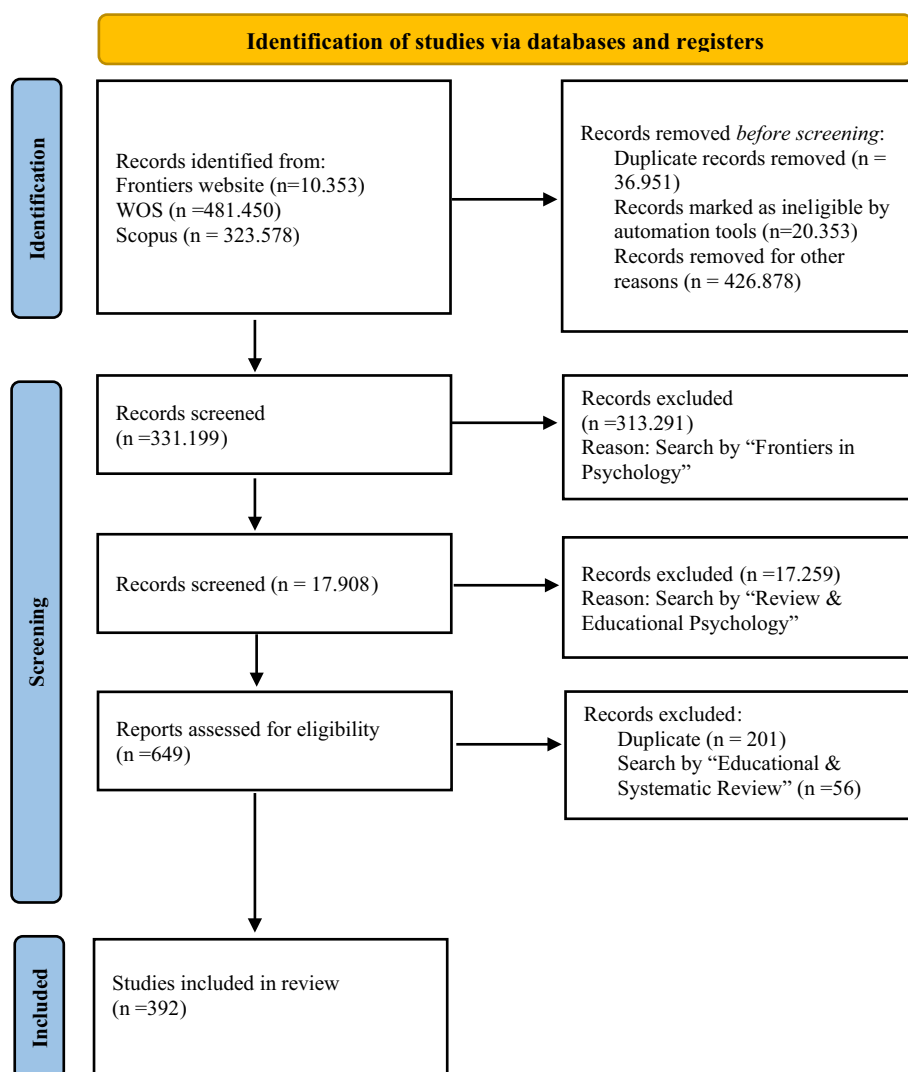 Identification of studies via databases and registers
Identification
Records identified from:
Frontiers website (n=10.353)
WOS (n =481.450)
Scopus (n = 323.578)
Records removed before screening:
Duplicate records removed (n =
36.951)
Records marked as ineligible by
automation tools (n=20.353)
Records removed for other
reasons (n = 426.878)
Screening
Records screened
(n =331.199)
Records excluded
(n =313.291)
Reason: Search by “Frontiers in
Psychology”
Records screened (n = 17.908)
Records excluded (n =17.259)
Reason: Search by “Review &
Educational Psychology”
Reports assessed for eligibility
(n =649)
Records excluded:
Duplicate (n = 201)
Search by “Educational &
Systematic Review” (n =56)
Included
Studies included in review
(n =392)